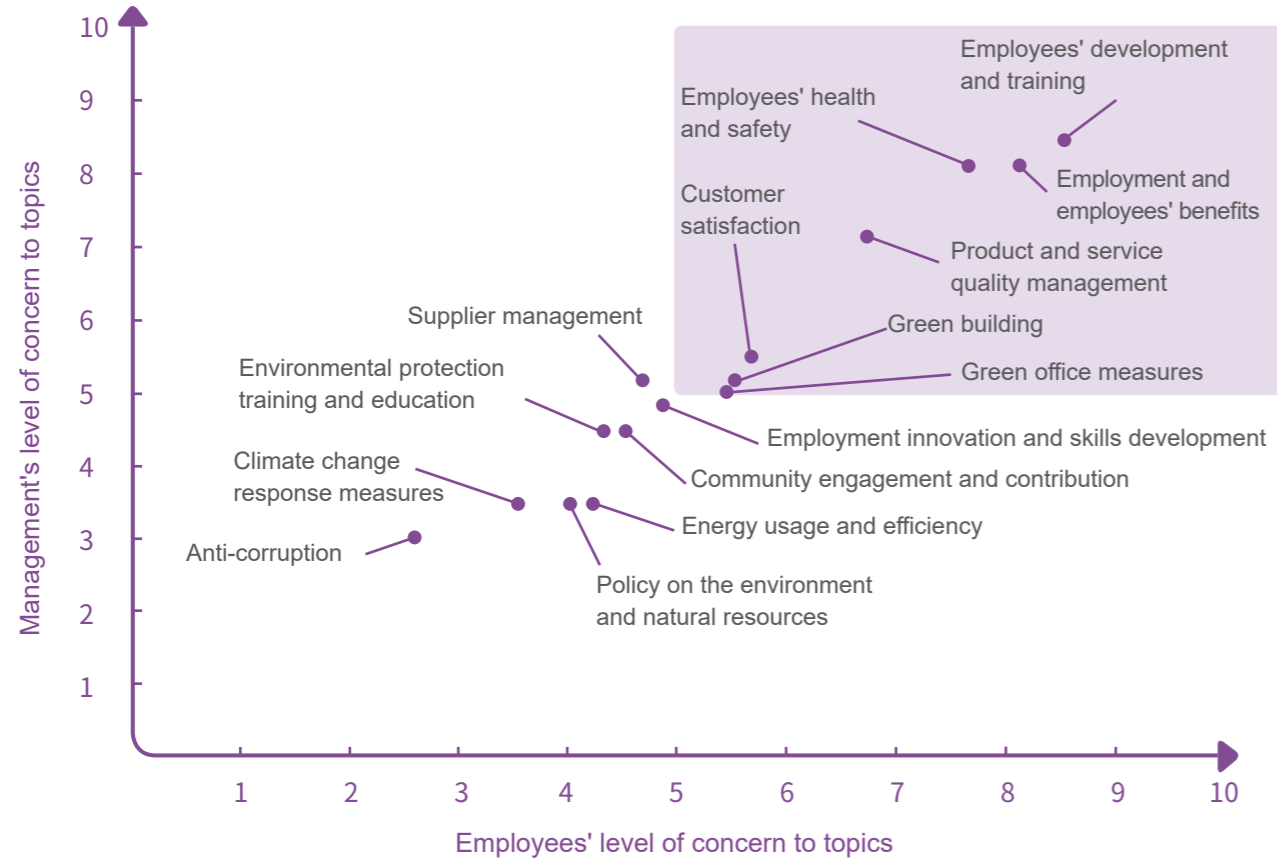 10
9
8
7
6
5
4
3
2
1
Management's level of concern to topics
Employees' development
and training
Employees' health
and safety
Employment and
employees' benefits
Customer
satisfaction
Product and service
quality management
Supplier management
Green building
Environmental protection
training and education
Green office measures
Employment innovation and skills development
Climate change
response measures
Community engagement and contribution
Energy usage and efficiency
Anti-corruption
Policy on the environment
and natural resources
1 2 3 4 5 6 7 8 9 10
Employees' level of concern to topics